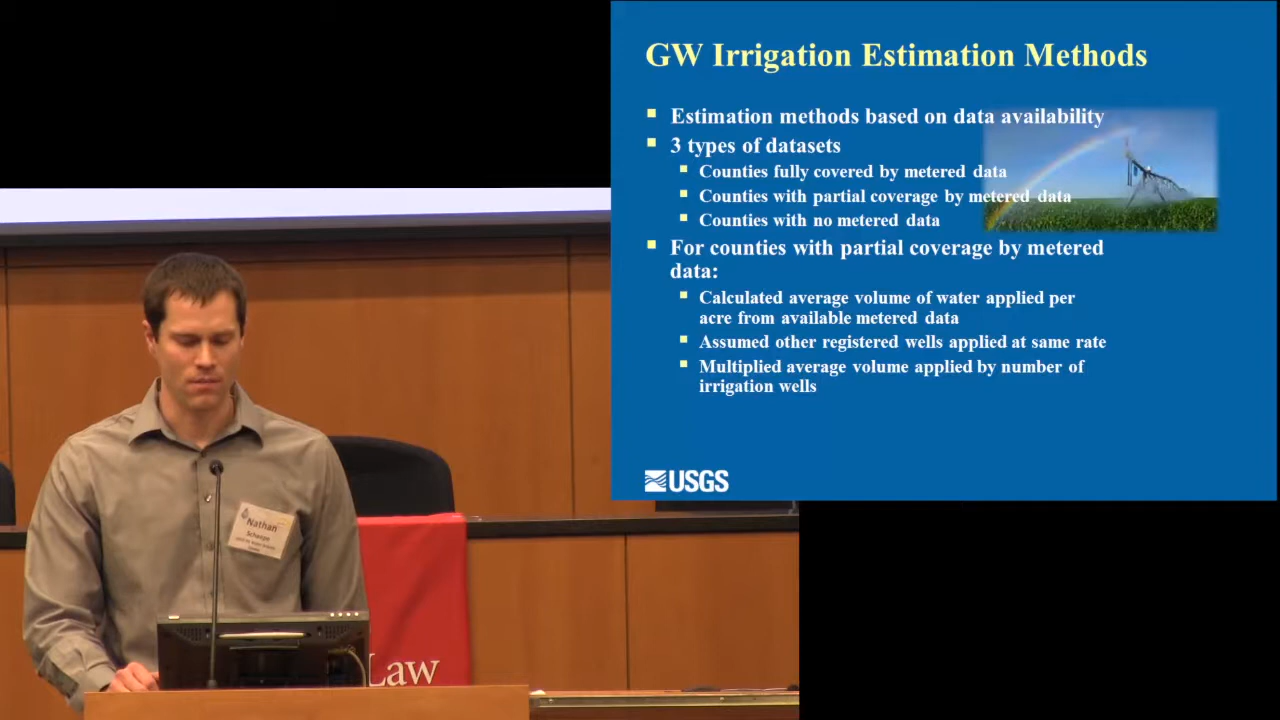 GW Irrigation Estimation Methods
Estimation methods based on data availability
3 types of datasets
Counties fully covered by metered data
Counties with partial coverage by metered data
Counties with no metered data
For counties with partial coverage by metered
data:
Calculated average volume of water applied per
acre from available metered data
Assumed other registered wells applied at same rate
Multiplied average volume applied by number of
irrigation wells
USGS
Nathan
Law